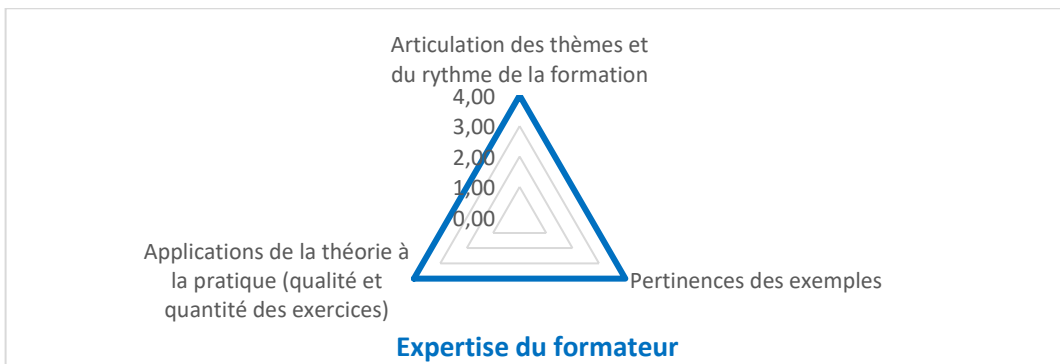 Articulation des thèmes et
du rythme de la formation
4,00
3,00
2,00
1,00
0,00
Applications de la théorie à
la pratique (qualité et
quantité des exercices)
Pertinences des exemples
Expertise du formateur